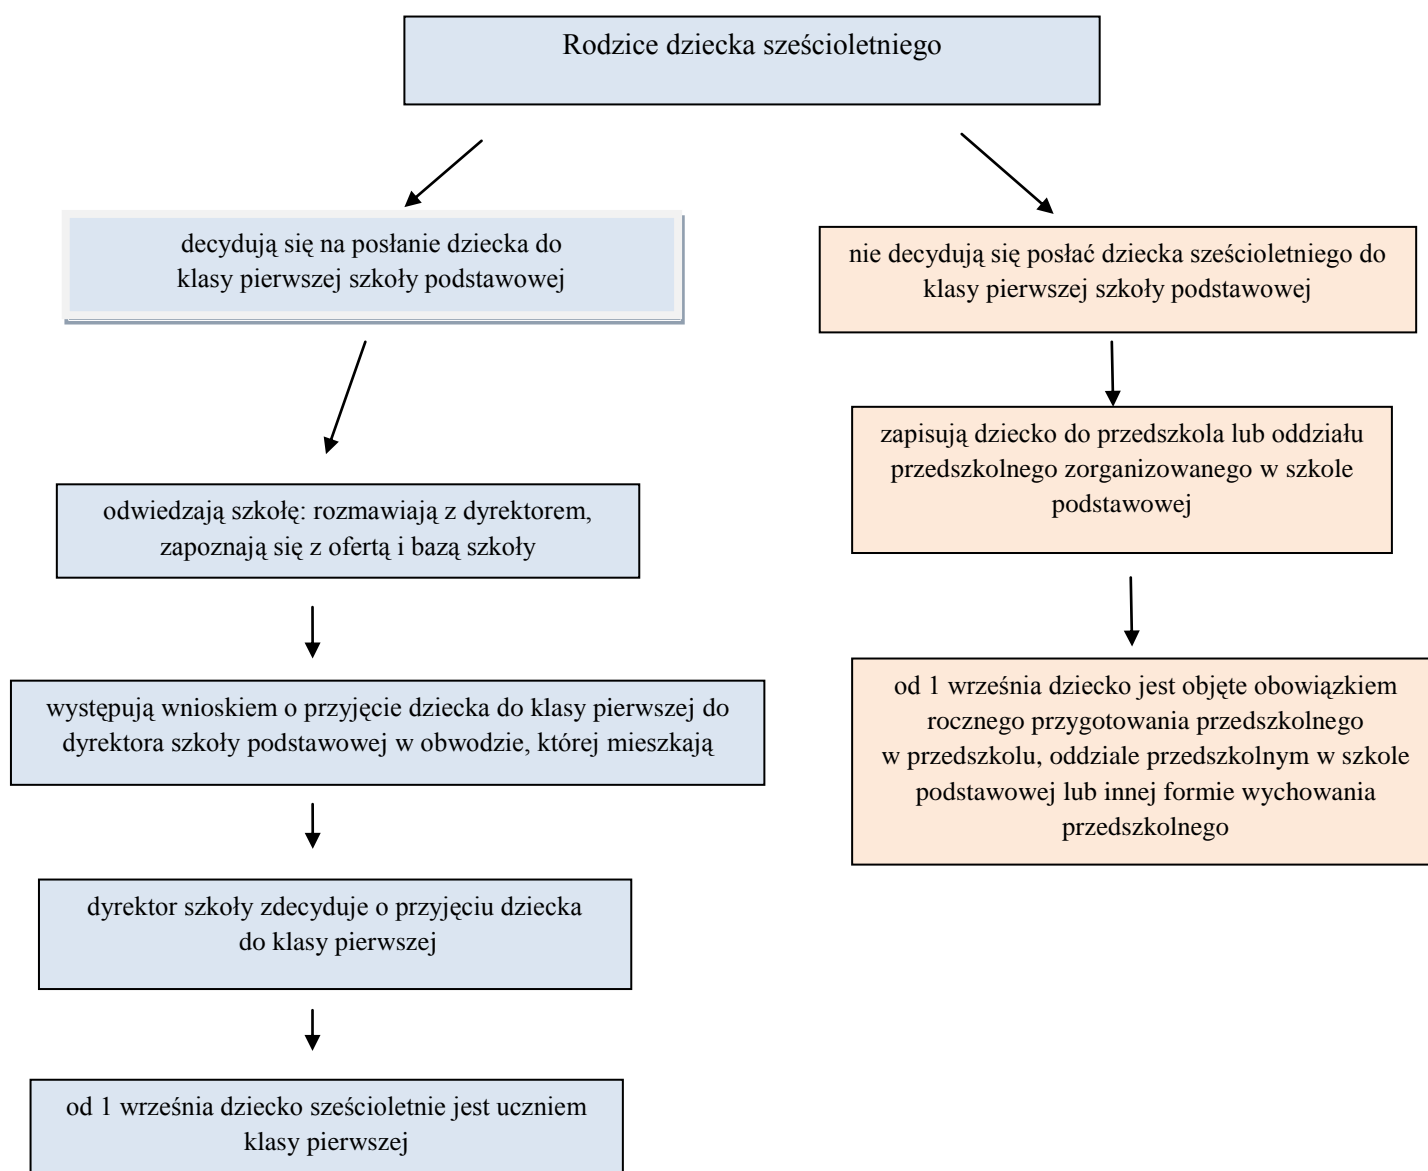 Rodzice dziecka sześcioletniego
decydują się na posłanie dziecka do
klasy pierwszej szkoły podstawowej
odwiedzają szkołę: rozmawiają z dyrektorem,
zapoznają się z ofertą i bazą szkoły
występują wnioskiem o przyjęcie dziecka do klasy pierwszej do
dyrektora szkoły podstawowej w obwodzie, której mieszkają
dyrektor szkoły zdecyduje o przyjęciu dziecka
do klasy pierwszej
od 1 września dziecko sześcioletnie jest uczniem
klasy pierwszej
nie decydują się posłać dziecka sześcioletniego do
klasy pierwszej szkoły podstawowej
zapisują dziecko do przedszkola lub oddziału
przedszkolnego zorganizowanego w szkole
podstawowej
od 1 września dziecko jest objęte obowiązkiem
rocznego przygotowania przedszkolnego
w przedszkolu, oddziale przedszkolnym w szkole
podstawowej lub innej formie wychowania
przedszkolnego